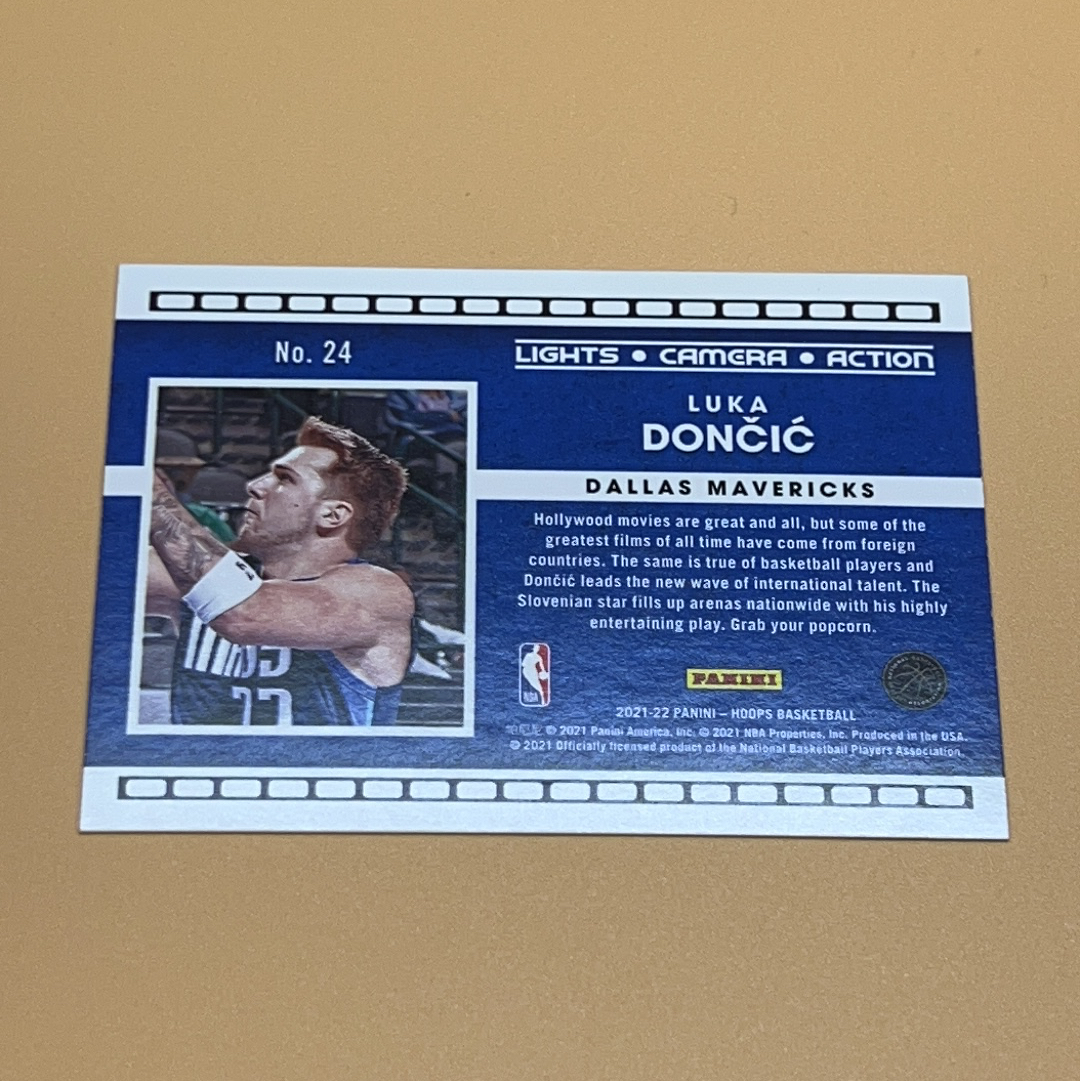 No. 24
LIGHTS • CAMERA • ACTION
LUKA
DONČIĆ
DALLAS MAVERICKS
Hollywood movies are great and all, but some of the
greatest films of all time have come from foreign
countries. The same is true of basketball players and
Dončić leads the new wave of international talent. The
Slovenian star fills up arenas nationwide with his highly
entertaining play. Grab your popcorn.
NBA
PANINI
2021-22 PANINI – HOOPS BASKETBALL
© 2021 Panini America, Inc. © 2021 NBA Properties, Inc. Produced in the USA.
© 2021 Officially licensed product of the National Basketball Players Association.